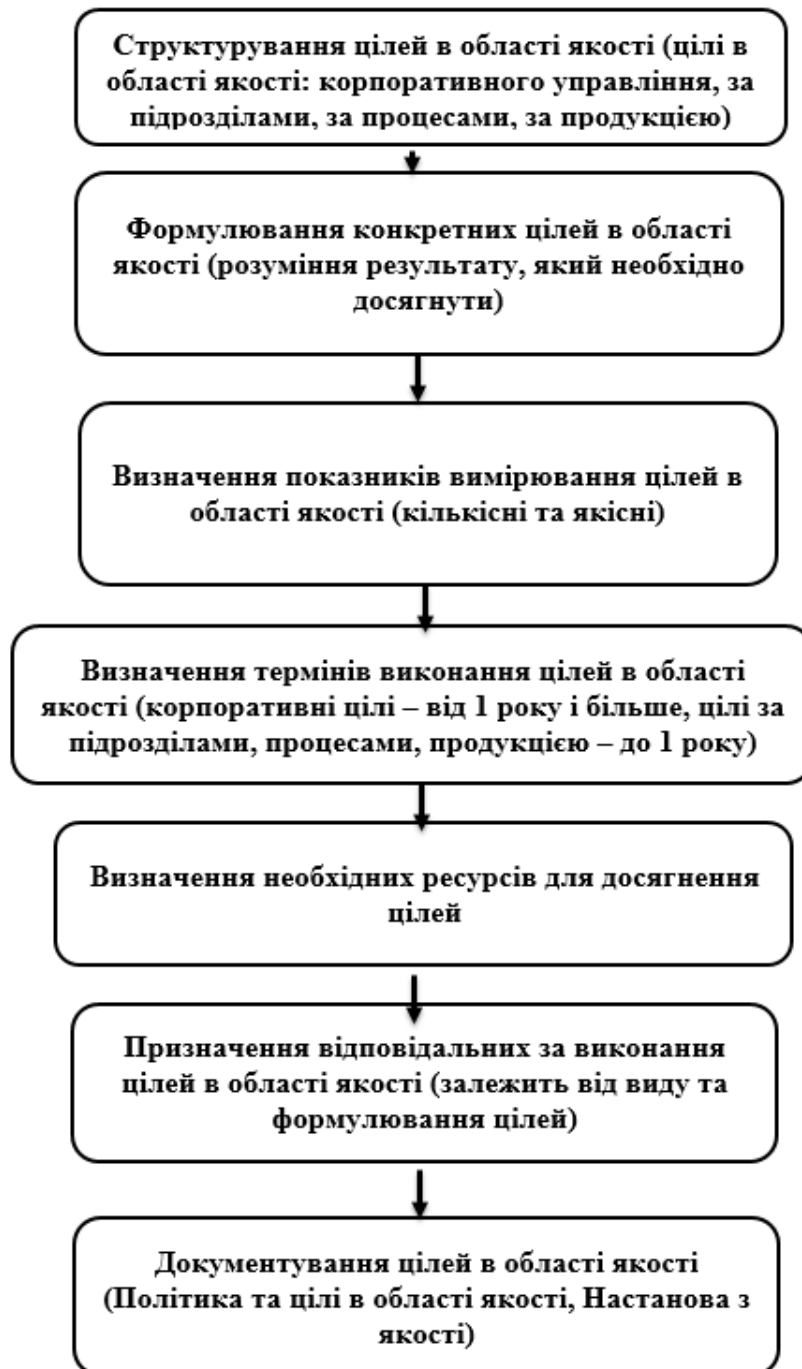 Структурування цілей в області якості (цілі в
області якості: корпоративного управління, за
підрозділами, за процесами, за продукцією)
Формулювання конкретних цілей в області
якості (розуміння результату, який необхідно
досягнути)
Визначення показників вимірювання цілей в
області якості (кількісні та якісні)
Визначення термінів виконання цілей в області
якості (корпоративні цілі – від 1 року і більше, цілі за
підрозділами, процесами, продукцією – до 1 року)
Визначення необхідних ресурсів для досягнення
цілей
Призначення відповідальних за виконання
цілей в області якості (залежить від виду та
формулювання цілей)
Документування цілей в області якості
(Політика та цілі в області якості, Настанова з
якості)